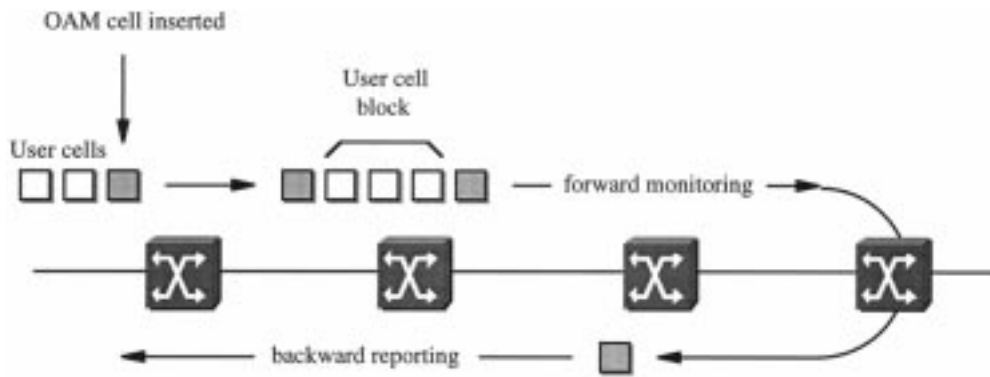 OAM cell inserted
User cell
block
User cells
forward monitoring
backward reporting